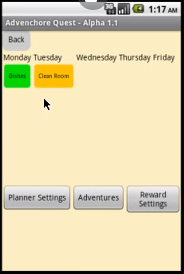 1:17 AM
Advenchore Quest - Alpha 1.1
Back
Monday Tuesday Wednesday Thursday Friday
Dishes Clean Room
Planner Settings Adventures Reward
Settings